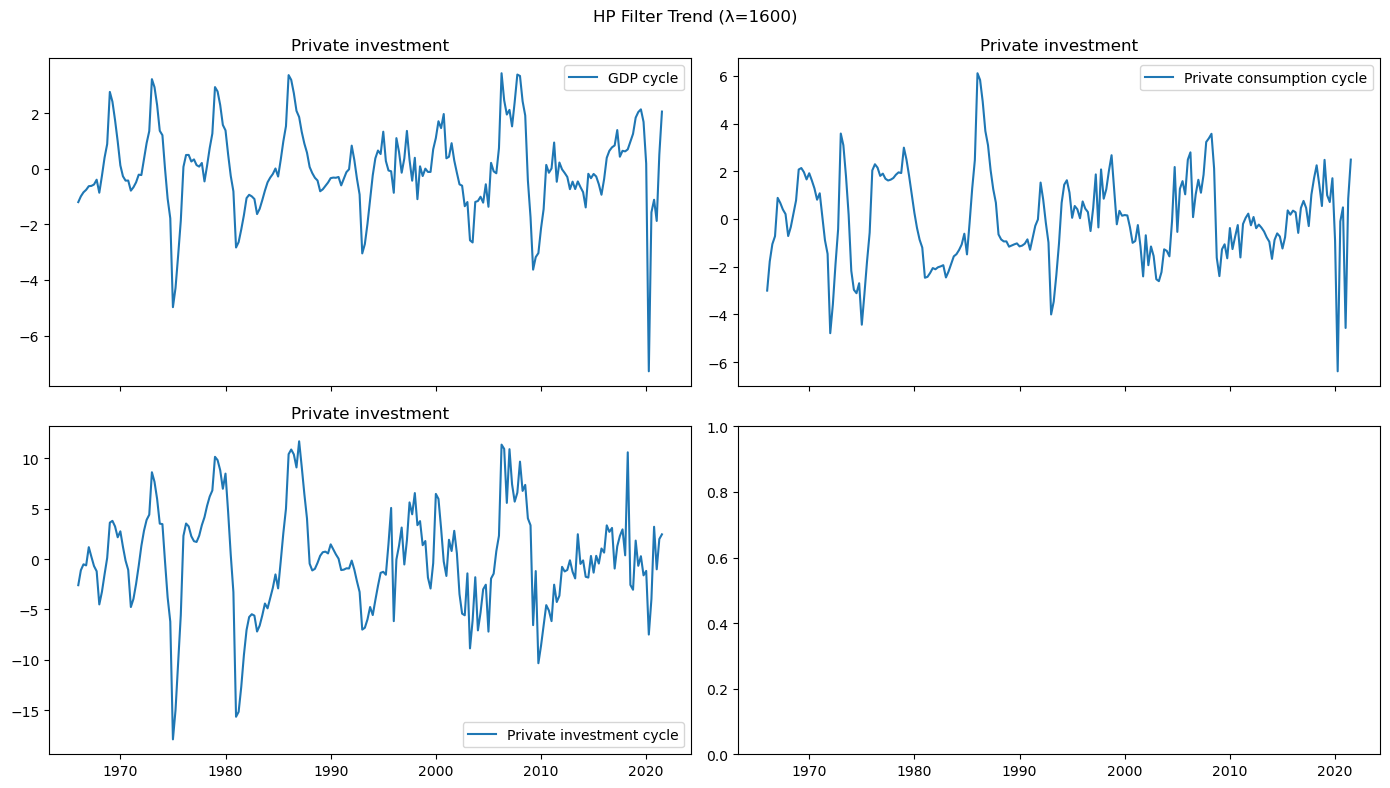 HP Filter Trend (λ=1600)
Private investment
GDP cycle
2
0
−2
−4
−6
Private investment
Private consumption cycle
6
4
2
0
−2
−4
−6
Private investment
Private investment cycle
10
5
0
−5
−10
−15
1970 1980 1990 2000 2010 2020
1.0
0.8
0.6
0.4
0.2
0.0
1970 1980 1990 2000 2010 2020